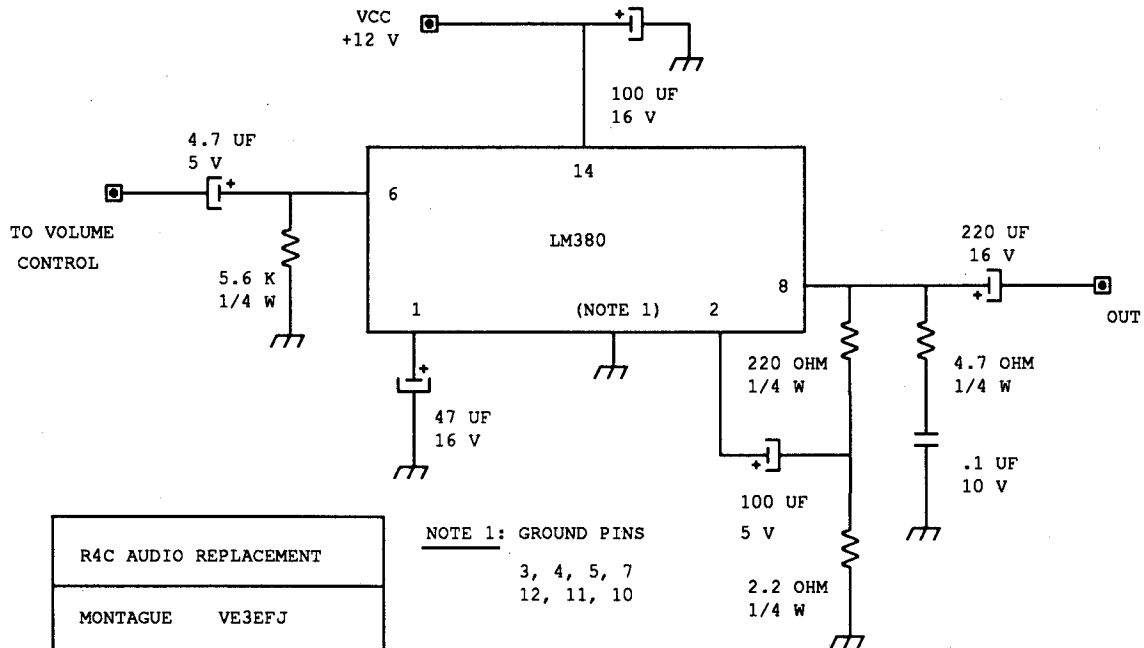 VCC
+12 V
+
100 UF
16 V
4.7 UF
5 V
+
14
6
TO VOLUME
CONTROL
LM380
5.6 K
1/4 W
220 UF
16 V
8
+
OUT
1
(NOTE 1)
2
+
220 OHM
1/4 W
4.7 OHM
1/4 W
47 UF
16 V
+
.1 UF
10 V
100 UF
5 V
NOTE 1: GROUND PINS
3, 4, 5, 7
12, 11, 10
2.2 OHM
1/4 W
R4C AUDIO REPLACEMENT
MONTAGUE VE3EFJ